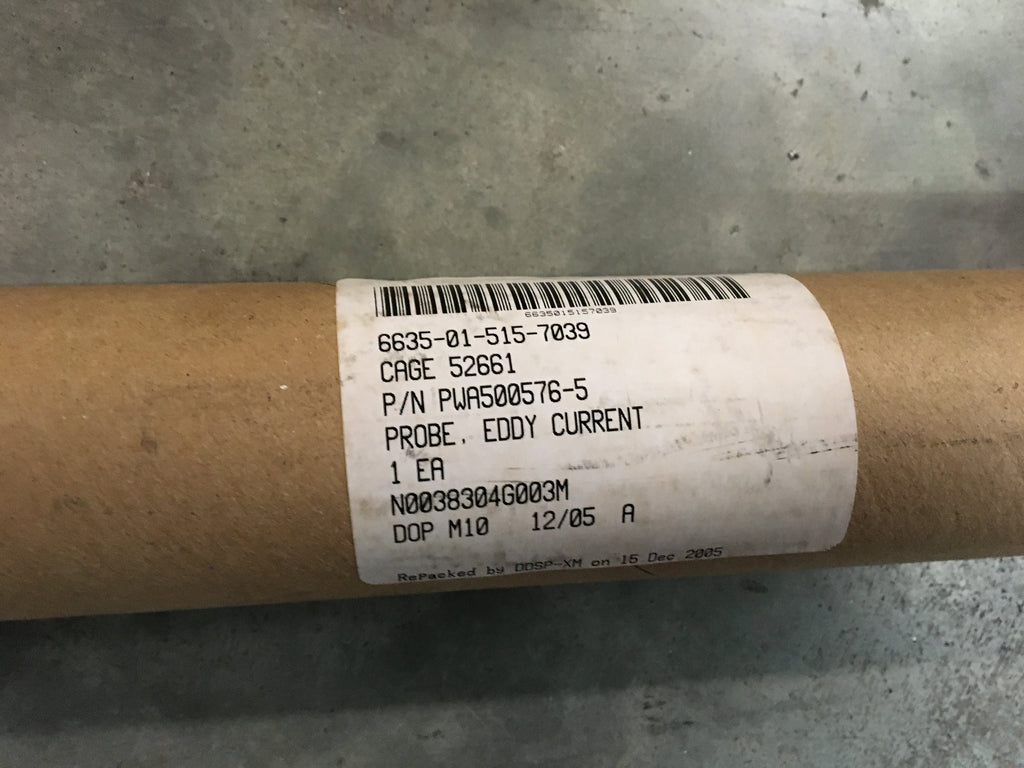 6635015157039
6635-01-515-7039
CAGE 52661
P/N PWA500576-5
PROBE, EDDY CURRENT
1 EA
N0038304G003M
DOP M10 12/05 A
RePacked by DDSP-XM on 15 Dec 2005